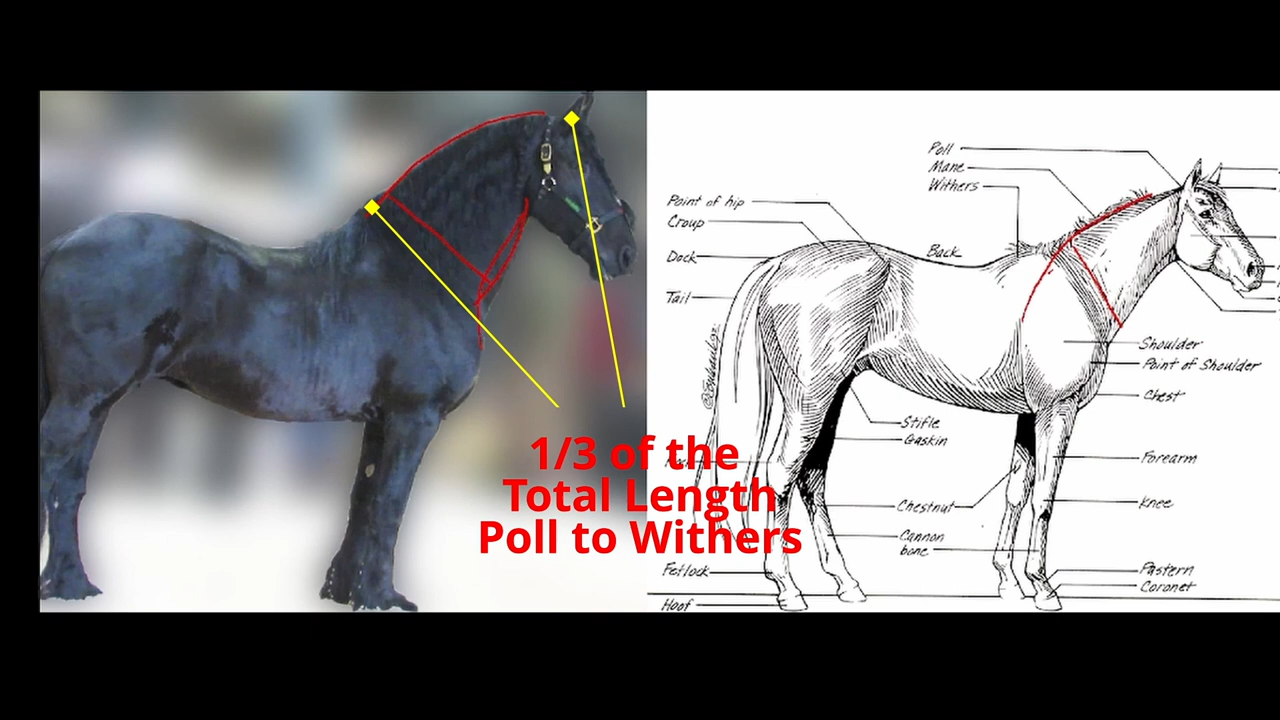 Poll
Mane
Withers
Point of hip
Croup
Back
Dock
Tail
Shoulder
Point of Shoulder
Chest
Stifle
Gaskin
Forearm
Chestnut
Knee
Cannon
bone
Fetlock
Pastern
Coronet
Hoof
1/3 of the
Total Length
Poll to Withers